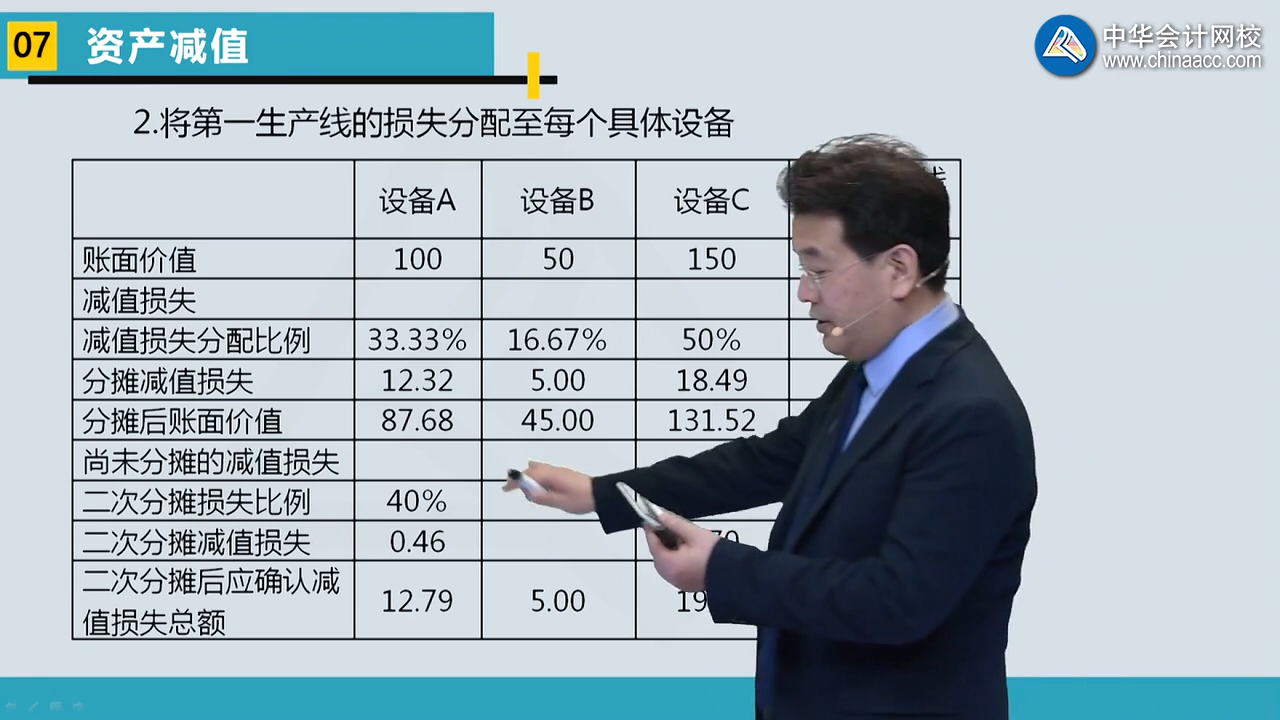 07 资产减值
中华会计网校
www.chinaacc.com
2.将第一生产线的损失分配至每个具体设备
设备A 设备B 设备C
账面价值 100 50 150
减值损失
减值损失分配比例 33.33% 16.67% 50%
分摊减值损失 12.32 5.00 18.49
分摊后账面价值 87.68 45.00 131.52
尚未分摊的减值损失
二次分摊损失比例 40%
二次分摊减值损失 0.46
二次分摊后应确认减
值损失总额 12.79 5.00